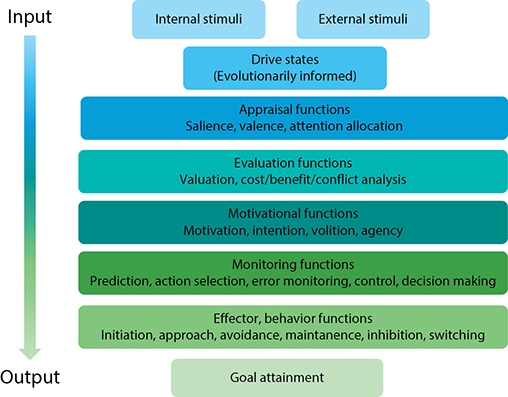 Input
Internal stimuli
External stimuli
Drive states
(Evolutionarily informed)
Appraisal functions
Salience, valence, attention allocation
Evaluation functions
Valuation, cost/benefit/conflict analysis
Motivational functions
Motivation, intention, volition, agency
Monitoring functions
Prediction, action selection, error monitoring, control, decision making
Effector, behavior functions
Initiation, approach, avoidance, maintanence, inhibition, switching
Output
Goal attainment